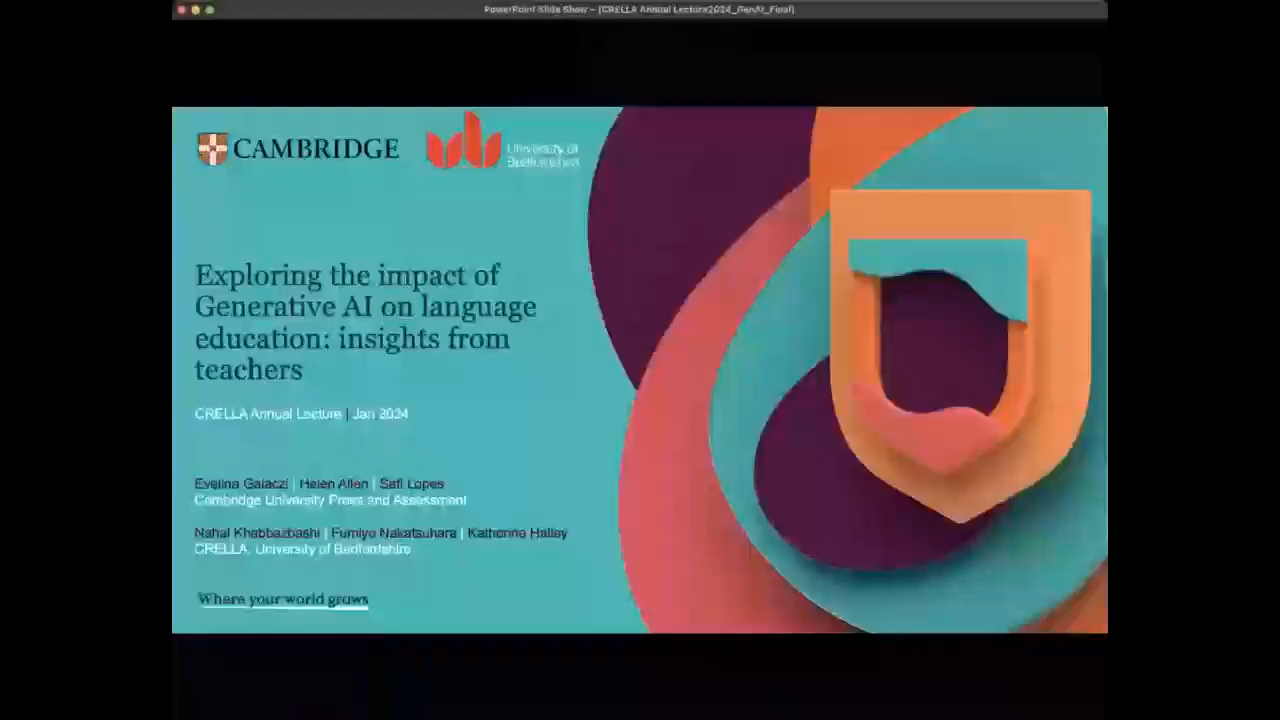 PowerPoint Slide Show - [CRELLA Annual Lecture2024_GenAI_Final]
CAMBRIDGE
University of
Bedfordshire
Exploring the impact of
Generative AI on language
education: insights from
teachers
CRELLA Annual Lecture | Jan 2024
Evelina Galaczi | Helen Allen | Safi Lopes
Cambridge University Press and Assessment
Nahal Khabbazbashi | Fumiyo Nakatsuhara | Katherine Halley
CRELLA, University of Bedfordshire
Where your world grows